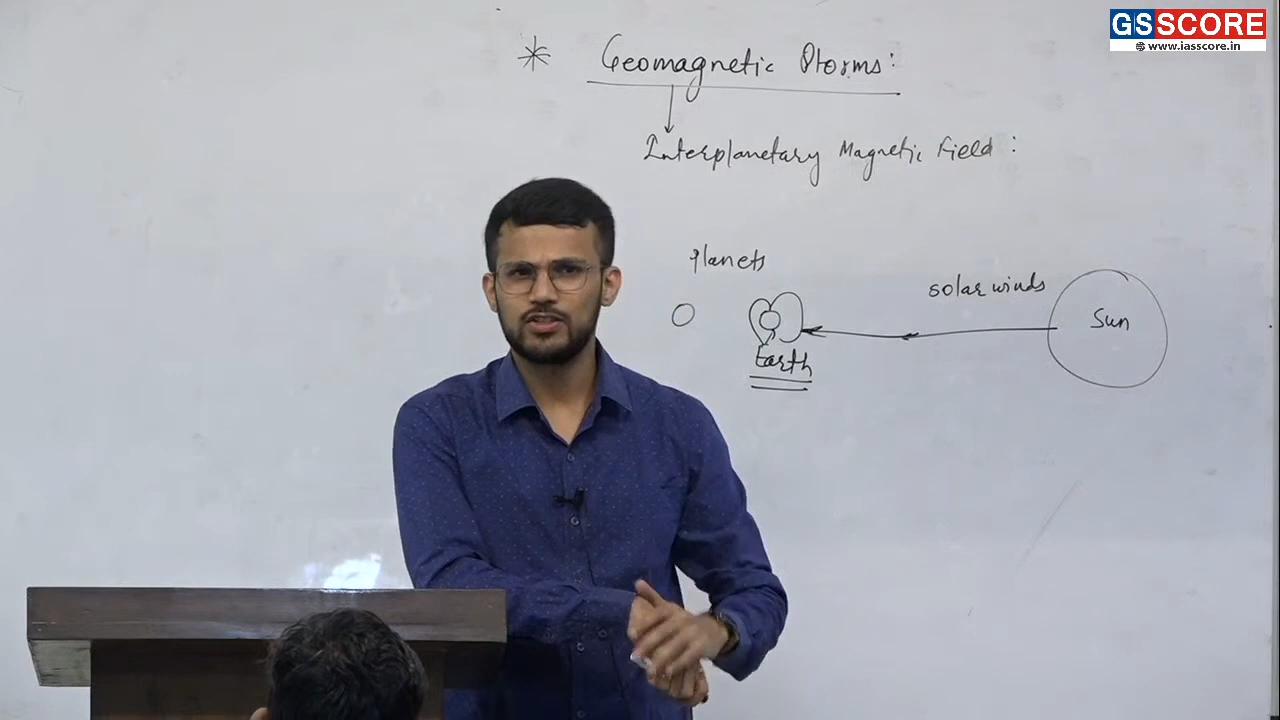 GSSCORE
www.iasscore.in
* Geomagnetic Storms:
Interplanetary Magnetic Field:
Planets
solar winds
Sun
Earth